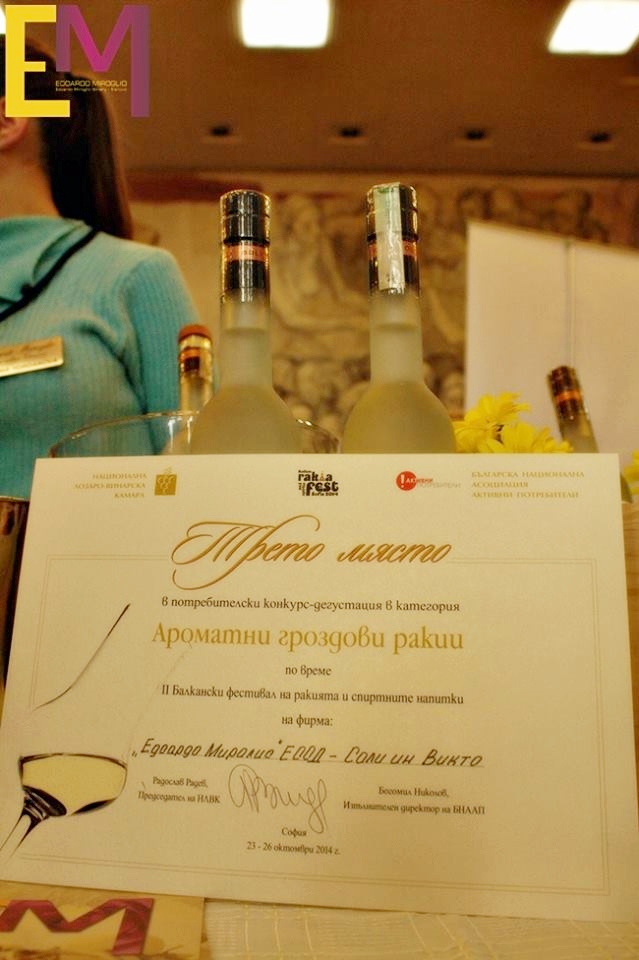 EM
EDOARDO MIROGLIO
НАЦИОНАЛНА
ЛОЗАРО-ВИНАРСКА
КАМАРА
rakia
fest
АКТИВНИ
ПОТРЕБИТЕЛИ
БЪЛГАРСКА НАЦИОНАЛНА
АСОЦИАЦИЯ
АКТИВНИ ПОТРЕБИТЕЛИ
Трето място
в потребителски конкурс-дегустация в категория
Ароматни гроздови ракии
по време
II Балкански фестивал на ракията и спиртните напитки
на фирма:
„Едоардо Миролио" ЕООД - Соли ин Викто
Радослав Радев,
Председател на НЛВК
Богомил Николов,
Изпълнителен директор на БНААП
София
23 - 26 октомври 2014 г.
M